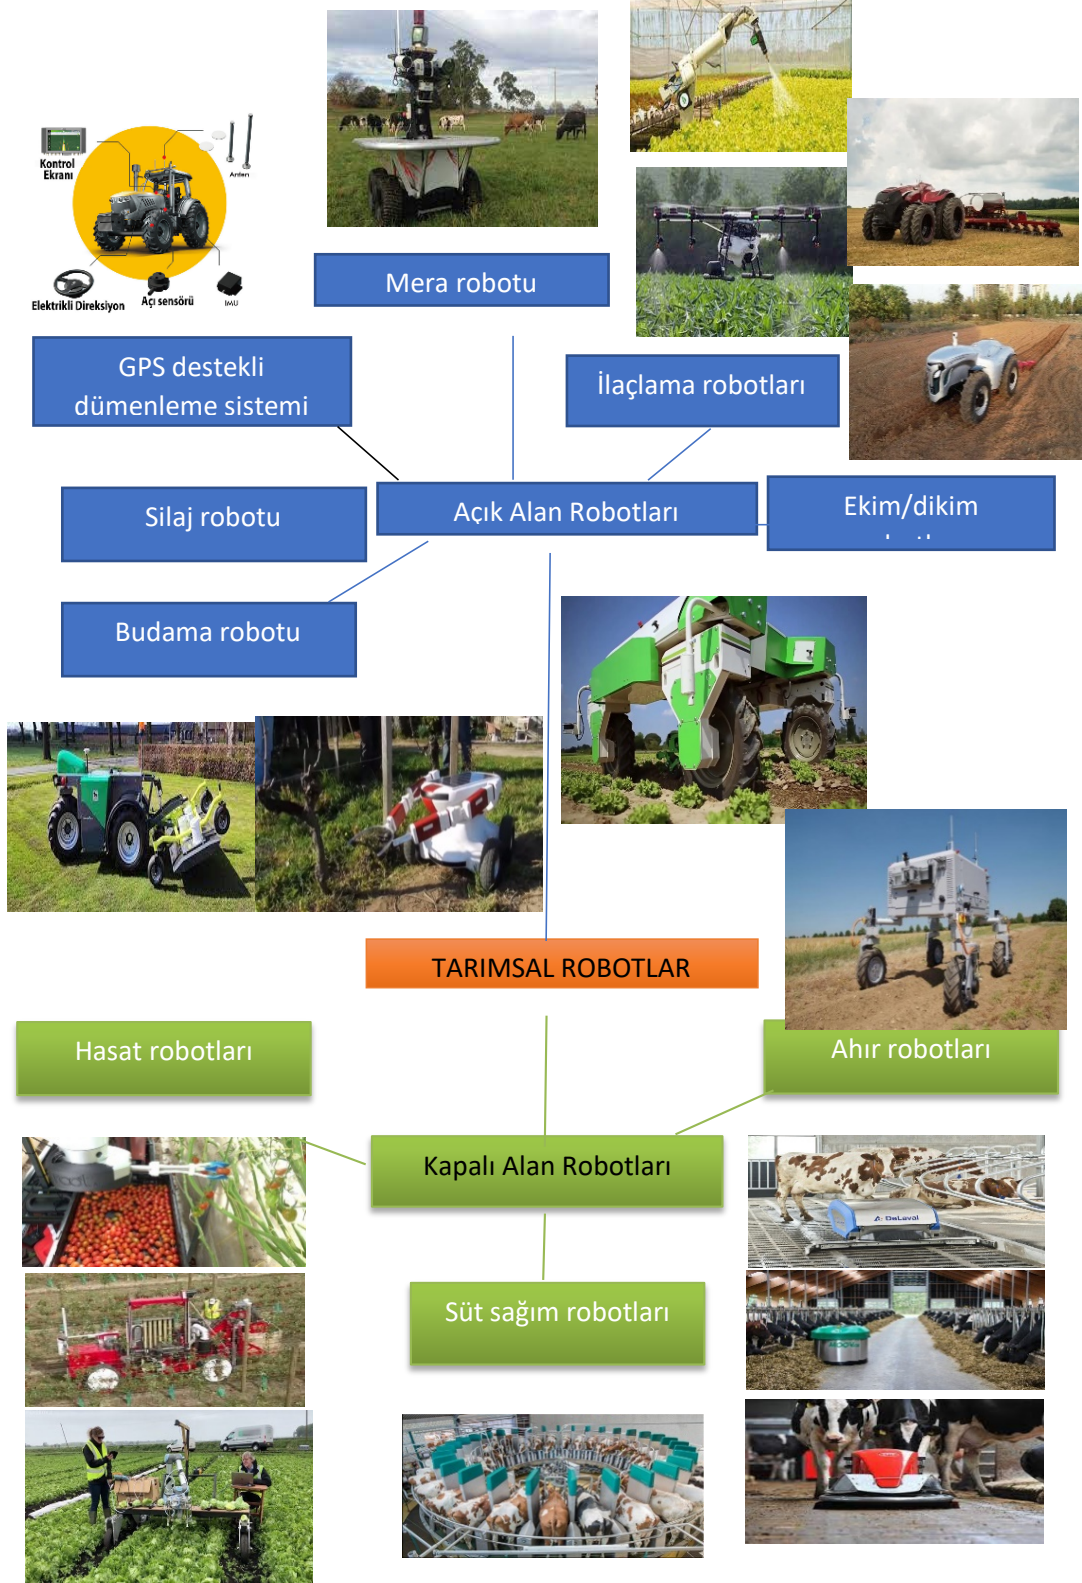 Kontrol
Ekranı
Anten
Elektrikli Direksiyon
Açı sensörü
IMU
Mera robotu
GPS destekli
dümenleme sistemi
İlaçlama robotları
Silaj robotu
Açık Alan Robotları
Ekim/dikim
Budama robotu
TARIMSAL ROBOTLAR
Hasat robotları
Ahır robotları
Kapalı Alan Robotları
DeLaval
Süt sağım robotları